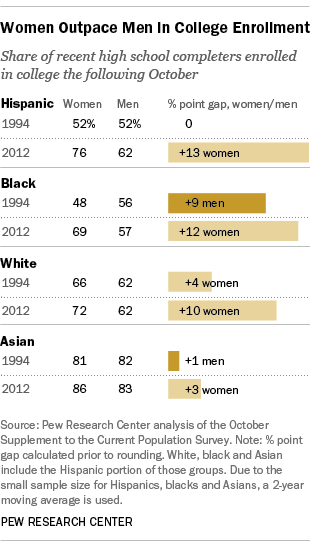 Women Outpace Men in College Enrollment
Share of recent high school completers enrolled
in college the following October
Hispanic Women Men % point gap, women/men
1994 52% 52% 0
2012 76 62 +13 women
Black
1994 48 56 +9 men
2012 69 57 +12 women
White
1994 66 62 +4 women
2012 72 62 +10 women
Asian
1994 81 82 +1 men
2012 86 83 +3 women
Source: Pew Research Center analysis of the October
Supplement to the Current Population Survey. Note: % point
gap calculated prior to rounding. White, black and Asian
include the Hispanic portion of those groups. Due to the
small sample size for Hispanics, blacks and Asians, a 2-year
moving average is used.
PEW RESEARCH CENTER